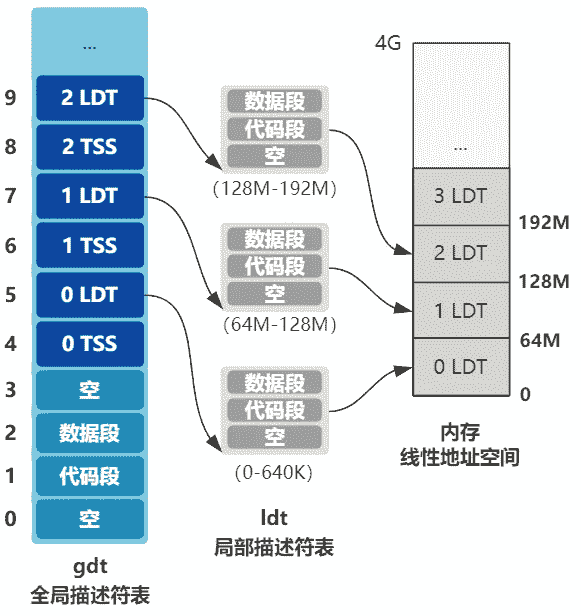 ...
9
2 LDT
8
2 TSS
7
1 LDT
6
1 TSS
5
0 LDT
4
0 TSS
3
空
2
数据段
1
代码段
0
空
gdt
全局描述符表
数据段
代码段
空
(128M-192M)
数据段
代码段
空
(64M-128M)
数据段
代码段
空
(0-640K)
ldt
局部描述符表
4G
...
3 LDT
192M
2 LDT
128M
1 LDT
64M
0 LDT
0
内存
线性地址空间